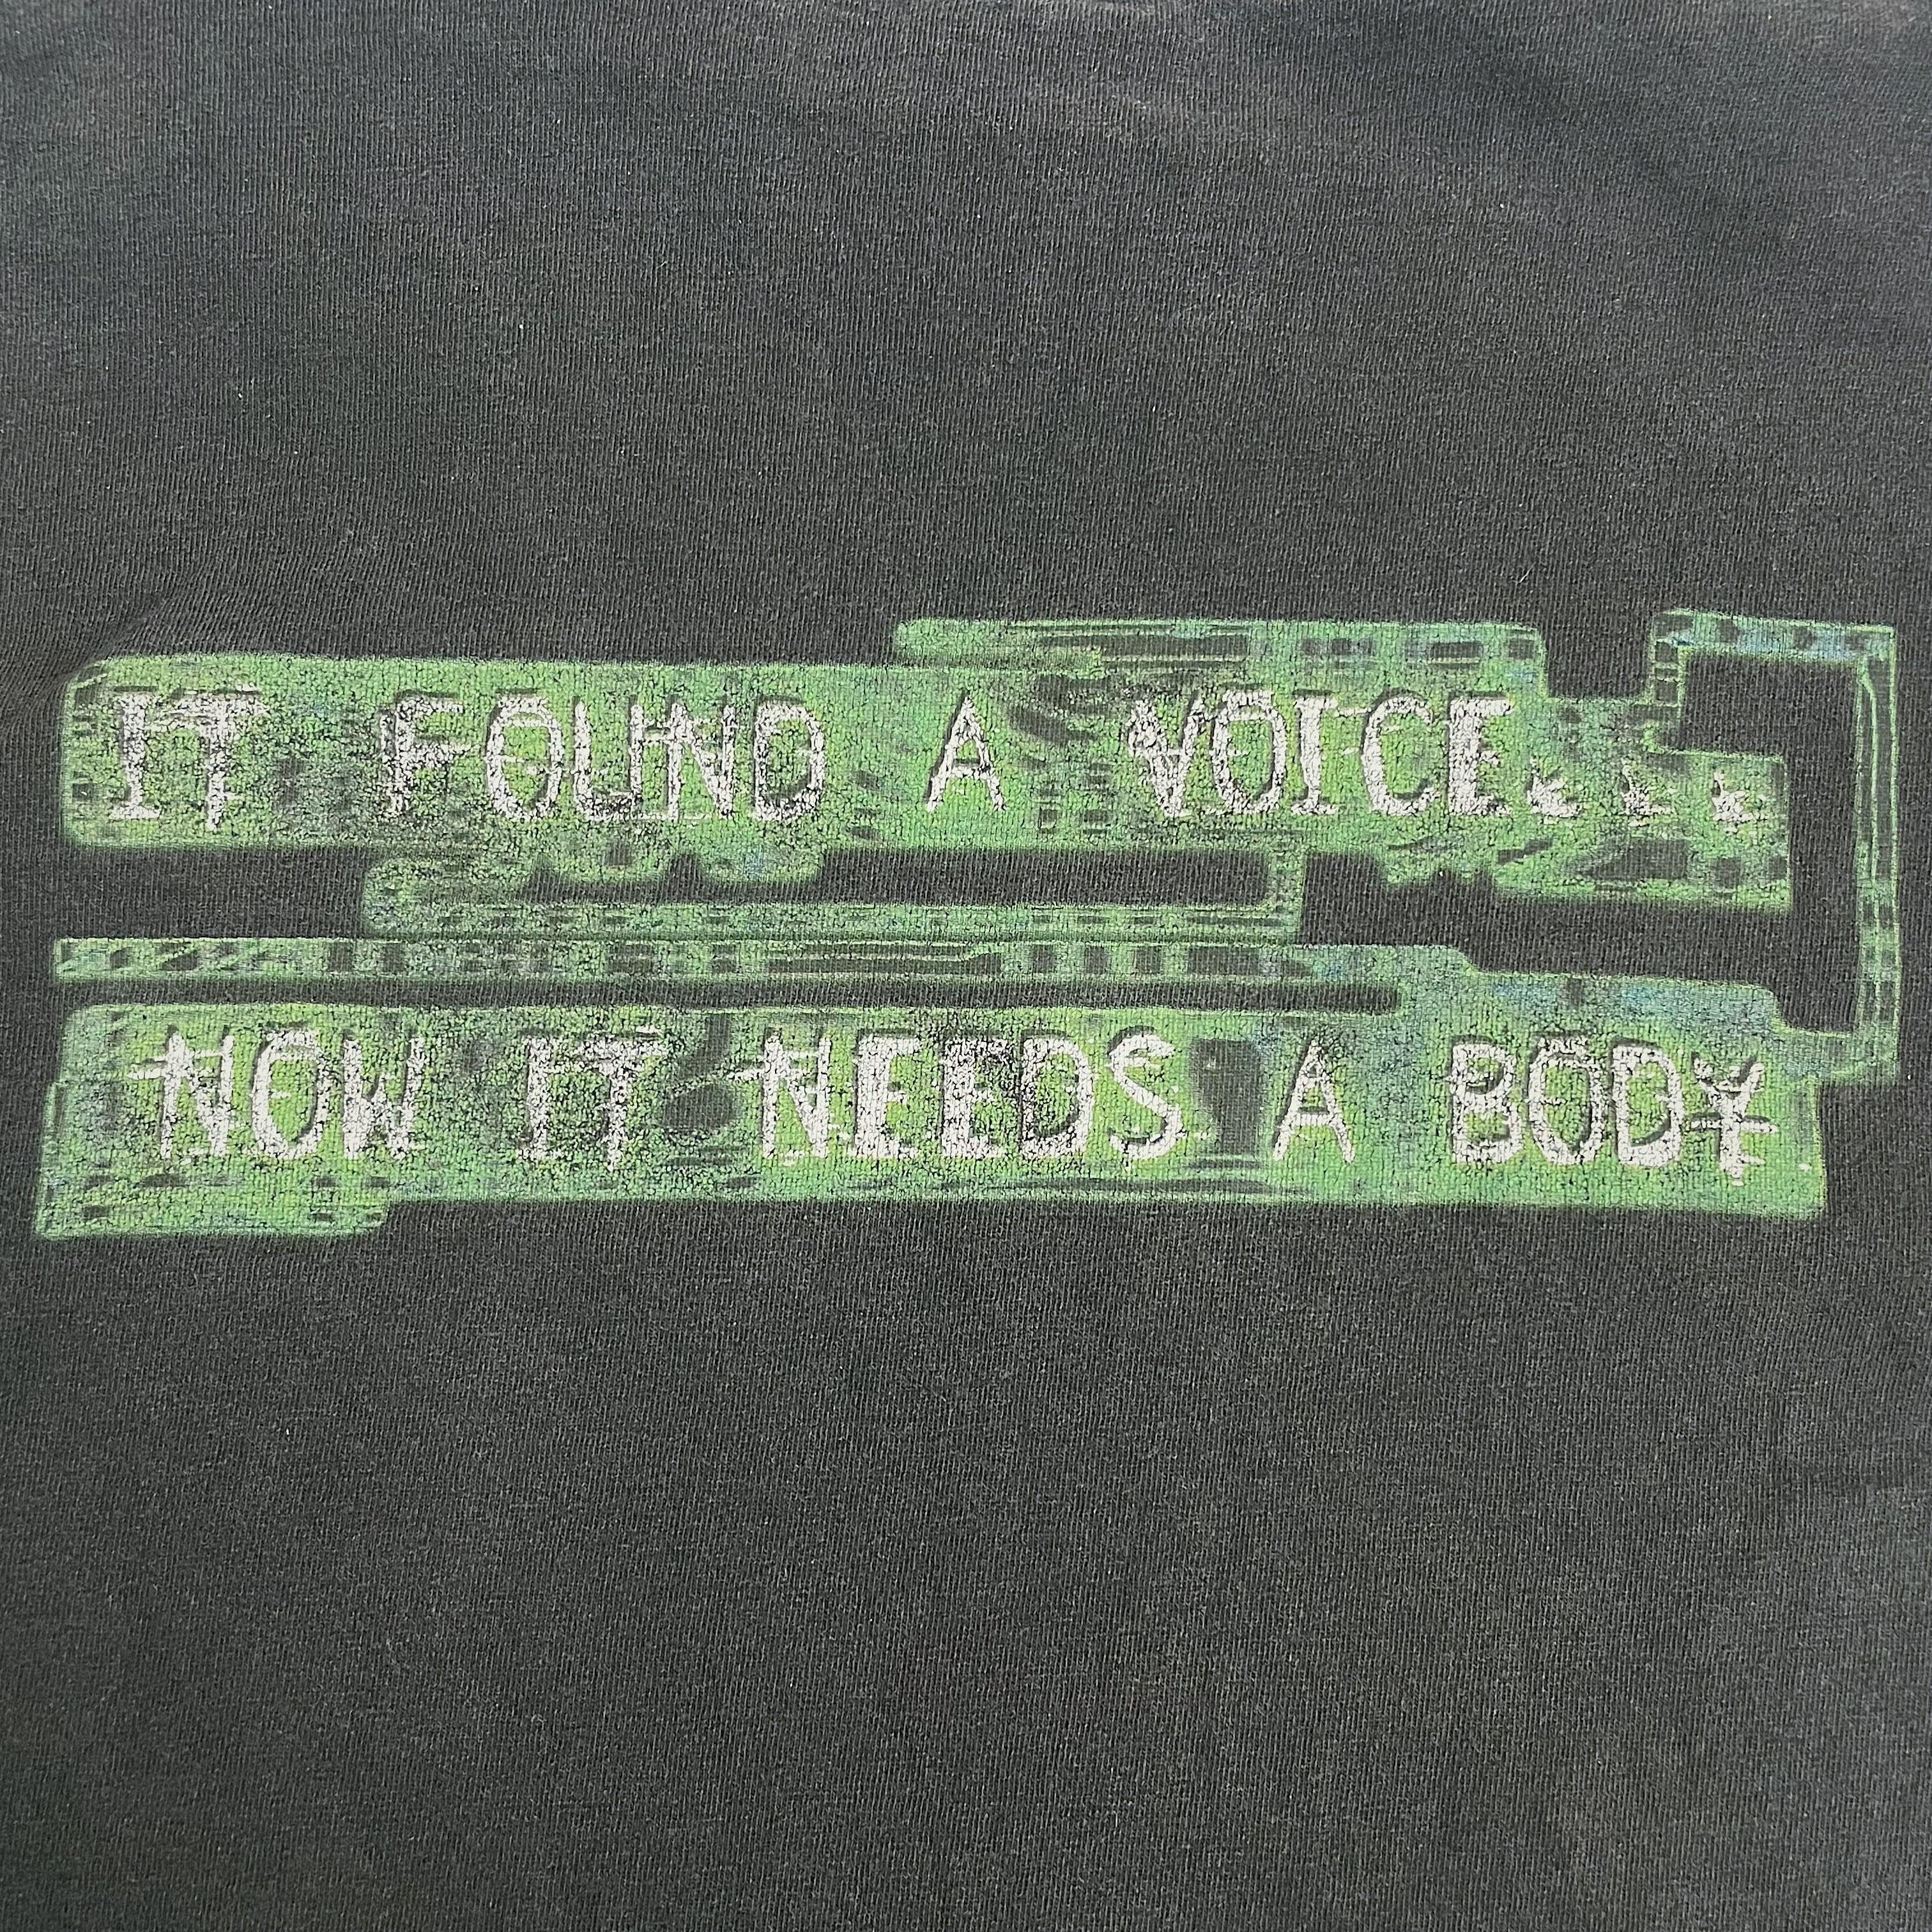 IT FOUND A VOICE...
NOW IT NEEDS A BODY